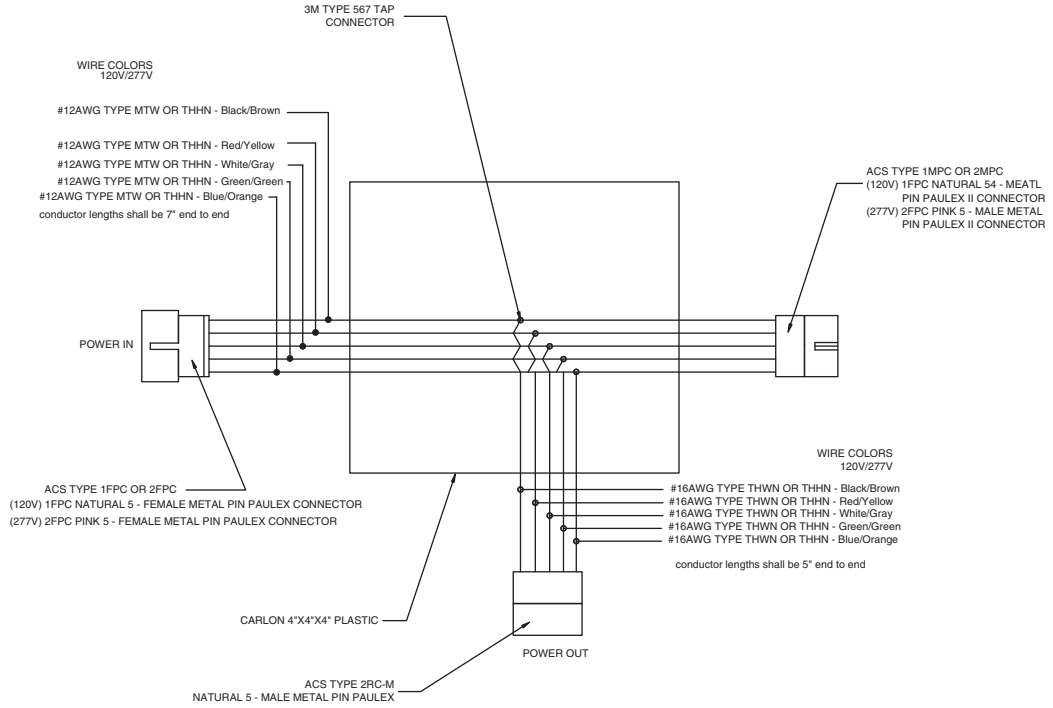 3M TYPE 567 TAP
CONNECTOR
WIRE COLORS
120V/277V
#12AWG TYPE MTW OR THHN - Black/Brown
#12AWG TYPE MTW OR THHN - Red/Yellow
#12AWG TYPE MTW OR THHN - White/Gray
#12AWG TYPE MTW OR THHN - Green/Green
#12AWG TYPE MTW OR THHN - Blue/Orange
conductor lengths shall be 7" end to end
ACS TYPE 1MPC OR 2MPC
(120V) 1FPC NATURAL 54 - MEATL
PIN PAULEX II CONNECTOR
(277V) 2FPC PINK 5 - MALE METAL
PIN PAULEX II CONNECTOR
POWER IN
ACS TYPE 1FPC OR 2FPC
(120V) 1FPC NATURAL 5 - FEMALE METAL PIN PAULEX CONNECTOR
(277V) 2FPC PINK 5 - FEMALE METAL PIN PAULEX CONNECTOR
WIRE COLORS
120V/277V
#16AWG TYPE THWN OR THHN - Black/Brown
#16AWG TYPE THWN OR THHN - Red/Yellow
#16AWG TYPE THWN OR THHN - White/Gray
#16AWG TYPE THWN OR THHN - Green/Green
#16AWG TYPE THWN OR THHN - Blue/Orange
conductor lengths shall be 5" end to end
CARLON 4"X4"X4" PLASTIC
POWER OUT
ACS TYPE 2RC-M
NATURAL 5 - MALE METAL PIN PAULEX